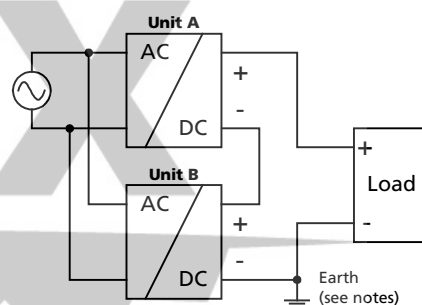 Unit A
AC
+
-
DC
Unit B
AC
+
-
DC
+
Load
-
Earth
(see notes)